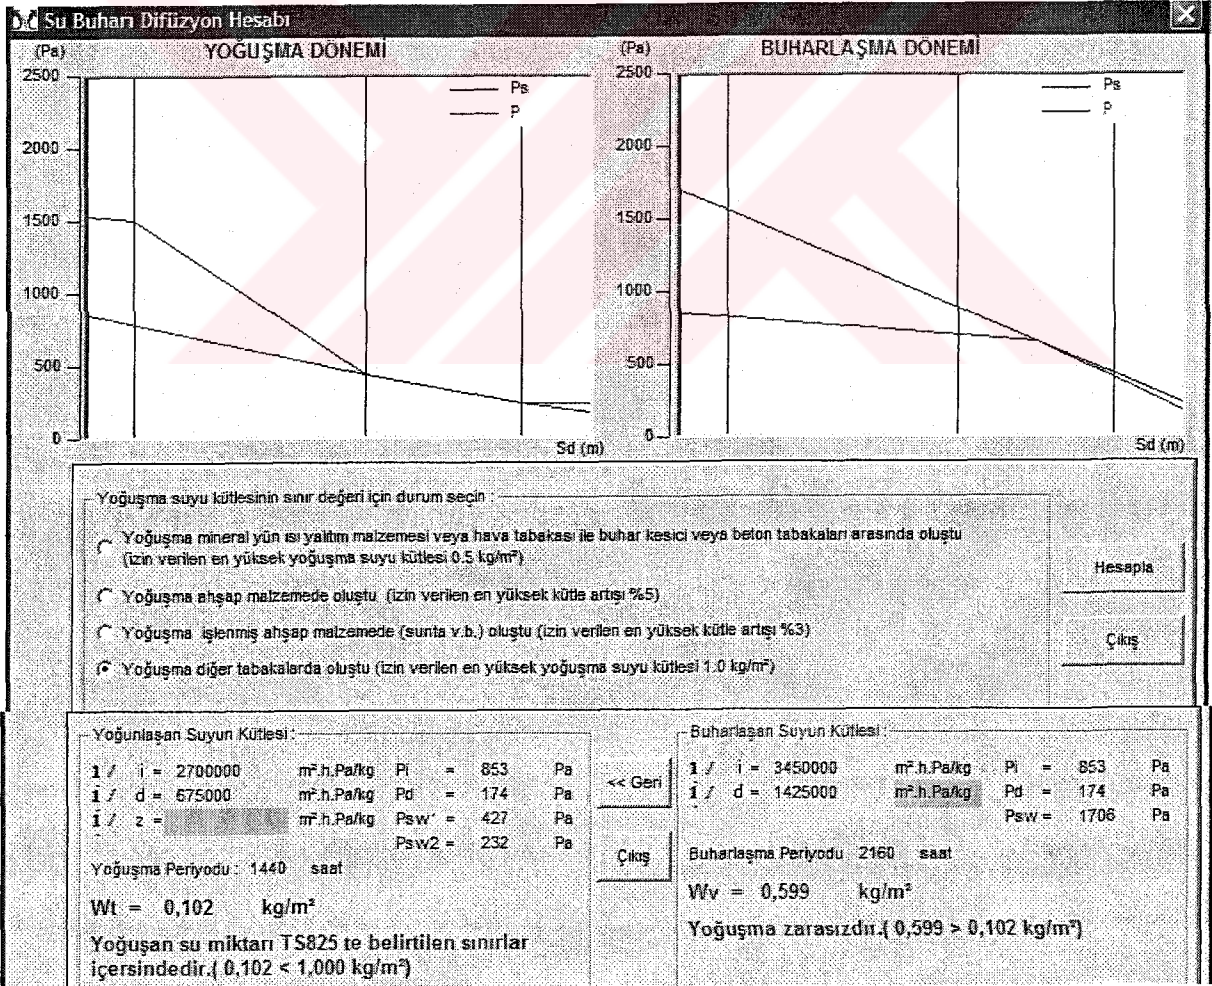 Su Buharı Difüzyon Hesabı
(Pa)
YOĞUŞMA DÖNEMİ
2500
2000
1500
1000
500
0
Ps
P
Sd (m)
(Pa)
BUHARLAŞMA DÖNEMİ
2500
2000
1500
1000
500
0
Ps
P
Sd (m)
Yoğuşma suyu kütlesinin sınır değeri için durum seçin :
Yoğuşma mineral yün ısı yalıtım malzemesi veya hava tabakası ile buhar kesici veya beton tabakaları arasında oluştu
(izin verilen en yüksek yoğuşma suyu kütlesi 0.5 kg/m²)
Yoğuşma ahşap malzemede oluştu (izin verilen en yüksek kütle artışı %5)
Yoğuşma işlenmiş ahşap malzemede (sunta v.b.) oluştu (izin verilen en yüksek kütle artışı %3)
Yoğuşma diğer tabakalarda oluştu (izin verilen en yüksek yoğuşma suyu kütlesi 1.0 kg/m²)
Hesapla
Çıkış
Yoğunlaşan Suyun Kütlesi :
1 / i = 2700000 m².h.Pa/kg Pi = 853 Pa
1 / d = 675000 m².h.Pa/kg Pd = 174 Pa
1 / z = m².h.Pa/kg Psw1 = 427 Pa
Psw2 = 232 Pa
Yoğuşma Periyodu : 1440 saat
Wt = 0,102 kg/m²
Yoğuşan su miktarı TS825 te belirtilen sınırlar
içersindedir.( 0,102 < 1,000 kg/m²)
<< Geri
Çıkış
Buharlaşan Suyun Kütlesi :
1 / i = 3450000 m².h.Pa/kg Pi = 853 Pa
1 / d = 1425000 m².h.Pa/kg Pd = 174 Pa
Psw = 1706 Pa
Buharlaşma Periyodu 2160 saat
Wv = 0,599 kg/m²
Yoğuşma zararsızdır.( 0,599 > 0,102 kg/m²)